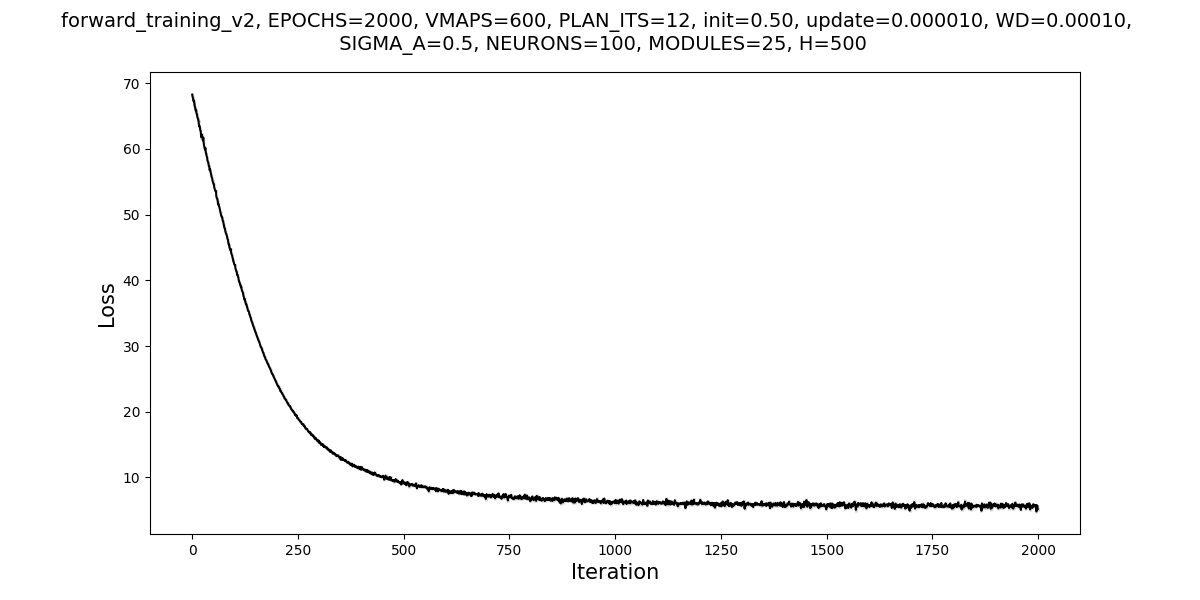 forward_training_v2, EPOCHS=2000, VMAPS=600, PLAN_ITS=12, init=0.50, update=0.000010, WD=0.00010,
SIGMA_A=0.5, NEURONS=100, MODULES=25, H=500
70
60
50
40
30
20
10
Loss
0 250 500 750 1000 1250 1500 1750 2000
Iteration